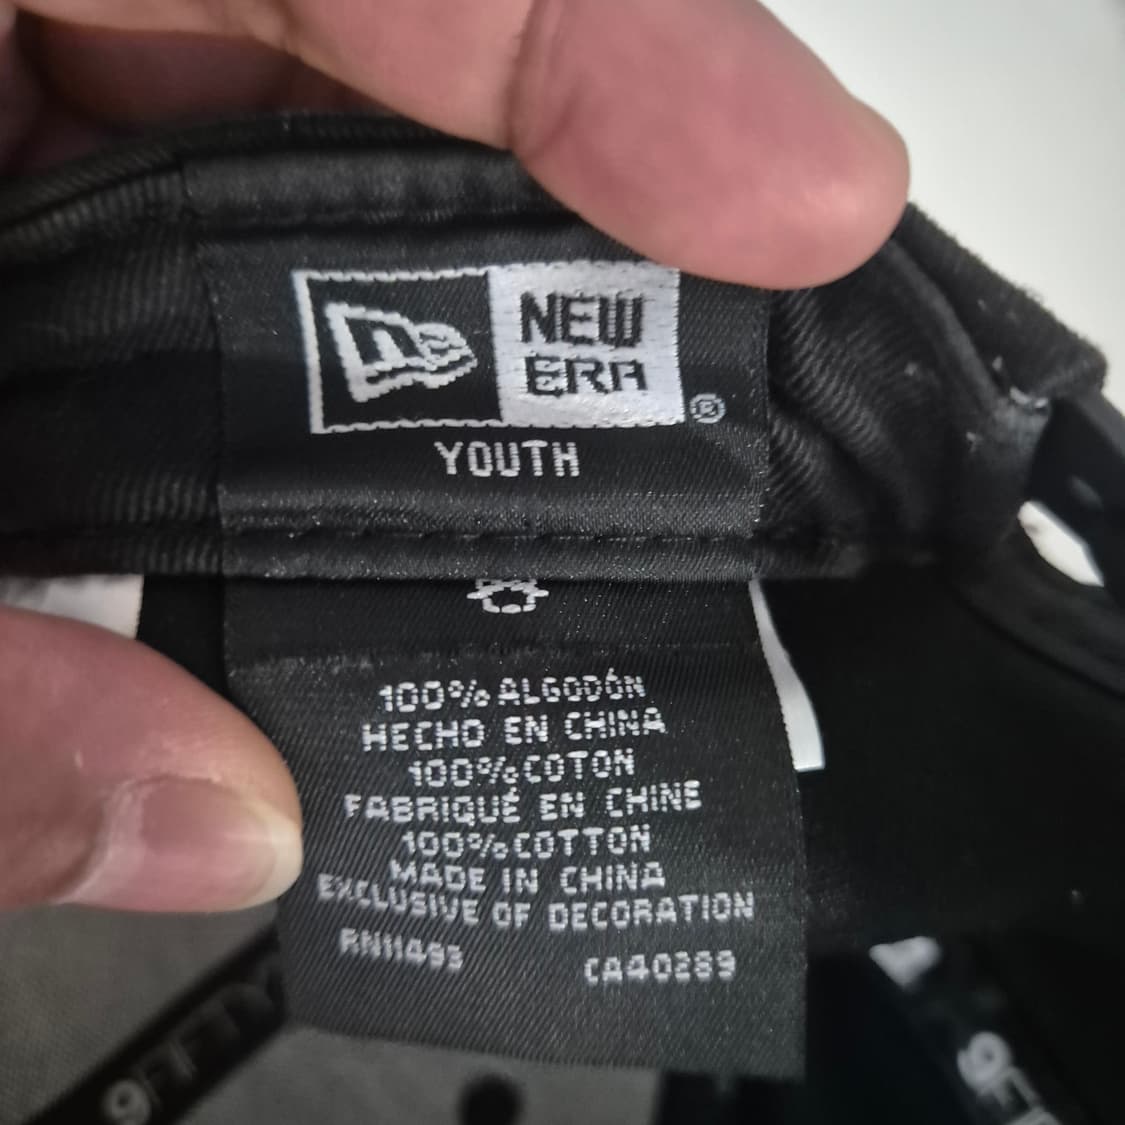 NEW
ERA
®
YOUTH
100% ALGODÓN
HECHO EN CHINA
100% COTON
FABRIQUÉ EN CHINE
100% COTTON
MADE IN CHINA
EXCLUSIVE OF DECORATION
RN11493 CA40289